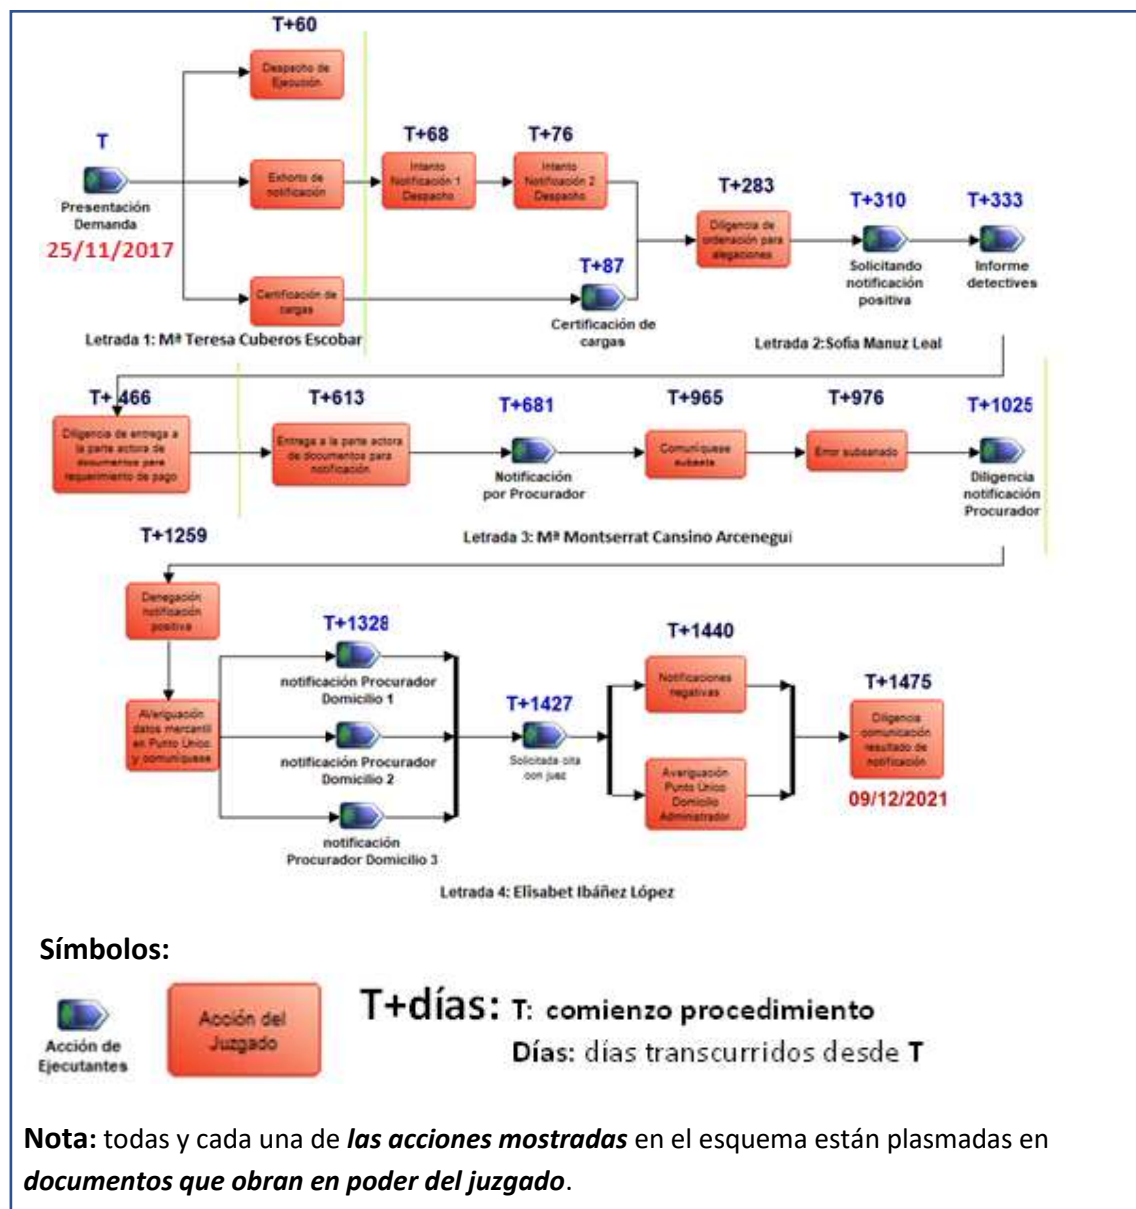 T+60
Despacho de
Ejecución
T
Presentación
Demanda
25/11/2017
Exhorto de
notificación
Certificación de
cargas
Letrada 1: Mª Teresa Cuberos Escobar
T+68
Intento
Notificación 1
Despacho
T+76
Intento
Notificación 2
Despacho
T+87
Certificación de
cargas
T+283
Diligencia de
ordenación para
alegaciones
T+310
Solicitando
notificación
positiva
T+333
Informe
detectives
Letrada 2:Sofia Manuz Leal
T+ 466
Diligencia de entrega a
la parte actora de
documentos para
requerimiento de pago
T+613
Entrega a la parte actora
de documentos para
notificación
T+681
Notificación
por Procurador
T+965
Comuníquese
subasta
T+976
Error subsanado
T+1025
Diligencia
notificación
Procurador
Letrada 3: Mª Montserrat Cansino Arcenegui
T+1259
Denegación
notificación
positiva
AVeriguación
datos mercantil
en Punto Único
y comuníquese
T+1328
notificación Procurador
Domicilio 1
notificación Procurador
Domicilio 2
notificación
Procurador Domicilio 3
T+1427
Solicitada cita
con juez
T+1440
Notificaciones
negativas
Averiguación
Punto Único
Domicilio
Administrador
T+1475
Diligencia
comunicación
resultado de
notificación
09/12/2021
Letrada 4: Elisabet Ibáñez López
Símbolos:
Acción de
Ejecutantes
Acción del
Juzgado
T+días: T: comienzo procedimiento
Días: días transcurridos desde T
Nota: todas y cada una de las acciones mostradas en el esquema están plasmadas en
documentos que obran en poder del juzgado.